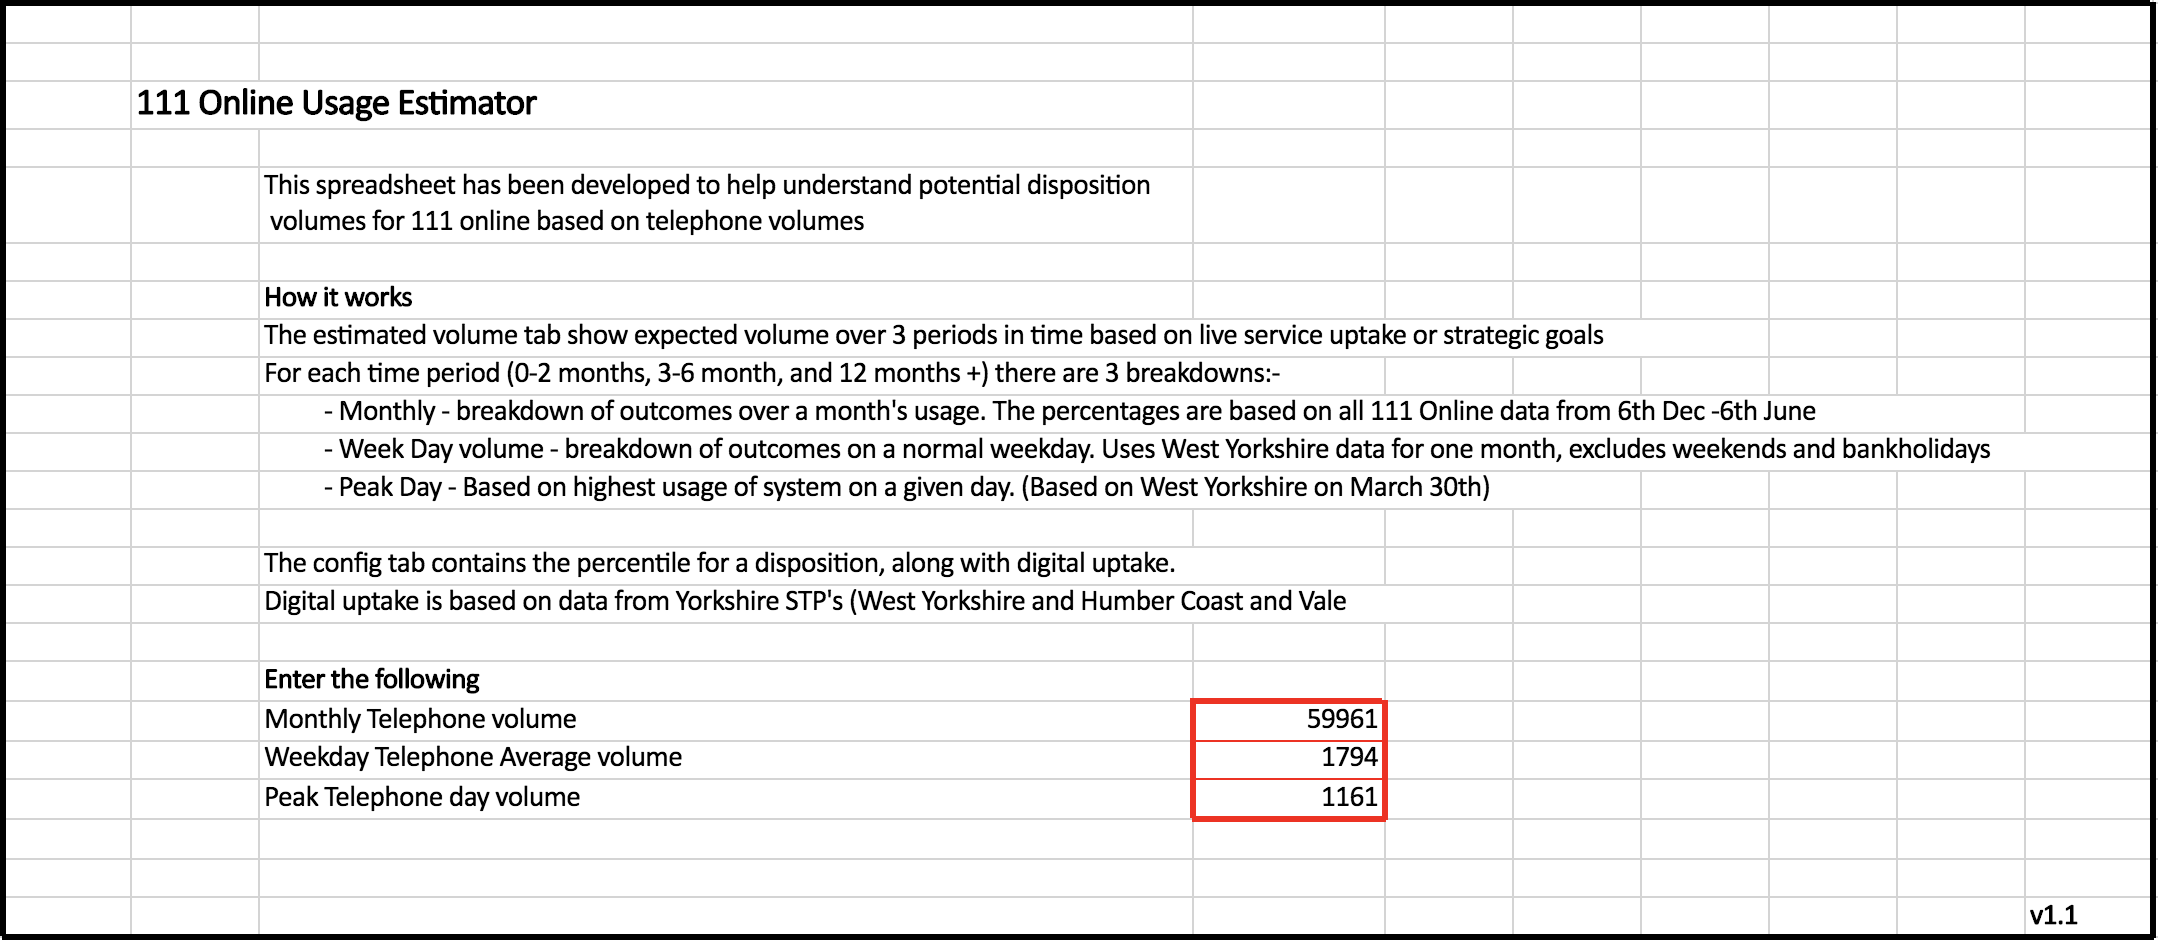 111 Online Usage Estimator
This spreadsheet has been developed to help understand potential disposition
volumes for 111 online based on telephone volumes
How it works
The estimated volume tab show expected volume over 3 periods in time based on live service uptake or strategic goals
For each time period (0-2 months, 3-6 month, and 12 months +) there are 3 breakdowns:-
- Monthly - breakdown of outcomes over a month's usage. The percentages are based on all 111 Online data from 6th Dec -6th June
- Week Day volume - breakdown of outcomes on a normal weekday. Uses West Yorkshire data for one month, excludes weekends and bankholidays
- Peak Day - Based on highest usage of system on a given day. (Based on West Yorkshire on March 30th)
The config tab contains the percentile for a disposition, along with digital uptake.
Digital uptake is based on data from Yorkshire STP's (West Yorkshire and Humber Coast and Vale
Enter the following
Monthly Telephone volume 59961
Weekday Telephone Average volume 1794
Peak Telephone day volume 1161
v1.1